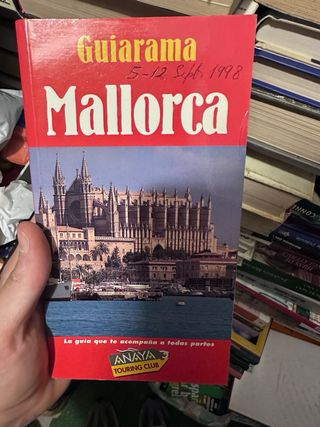 Guiarama
5-12 Sept. 1998
Mallorca
La guía que te acompaña a todas partes
ANAYA
TOURING CLUB